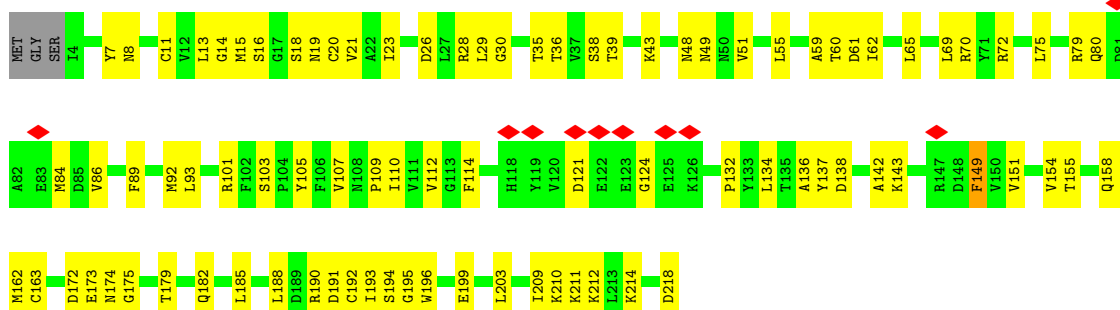 MET GLY SER I4 Y7 N8 C11 V12 L13 G14 M15 S16 G17 S18 N19 C20 V21 A22 I23 D26 L27 R28 L29 G30 T35 T36 V37 S38 T39 K43 N48 N49 N50 V51 L55 A59 T60 D61 I62 L65 L69 R70 Y71 R72 L75 R79 Q80 D81
A82 E83 M84 D85 V86 F89 M92 L93 R101 F102 S103 P104 Y105 F106 V107 N108 P109 I110 V111 V112 G113 F114 H118 Y119 V120 D121 E122 E123 G124 E125 K126 P132 Y133 L134 T135 A136 Y137 D138 A142 K143 R147 D148 F149 V150 V151 V154 T155 Q158
M162 C163 D172 E173 N174 G175 T179 Q182 L185 L188 D189 R190 D191 C192 I193 S194 G195 W196 E199 L203 I209 K210 K211 K212 L213 K214 D218